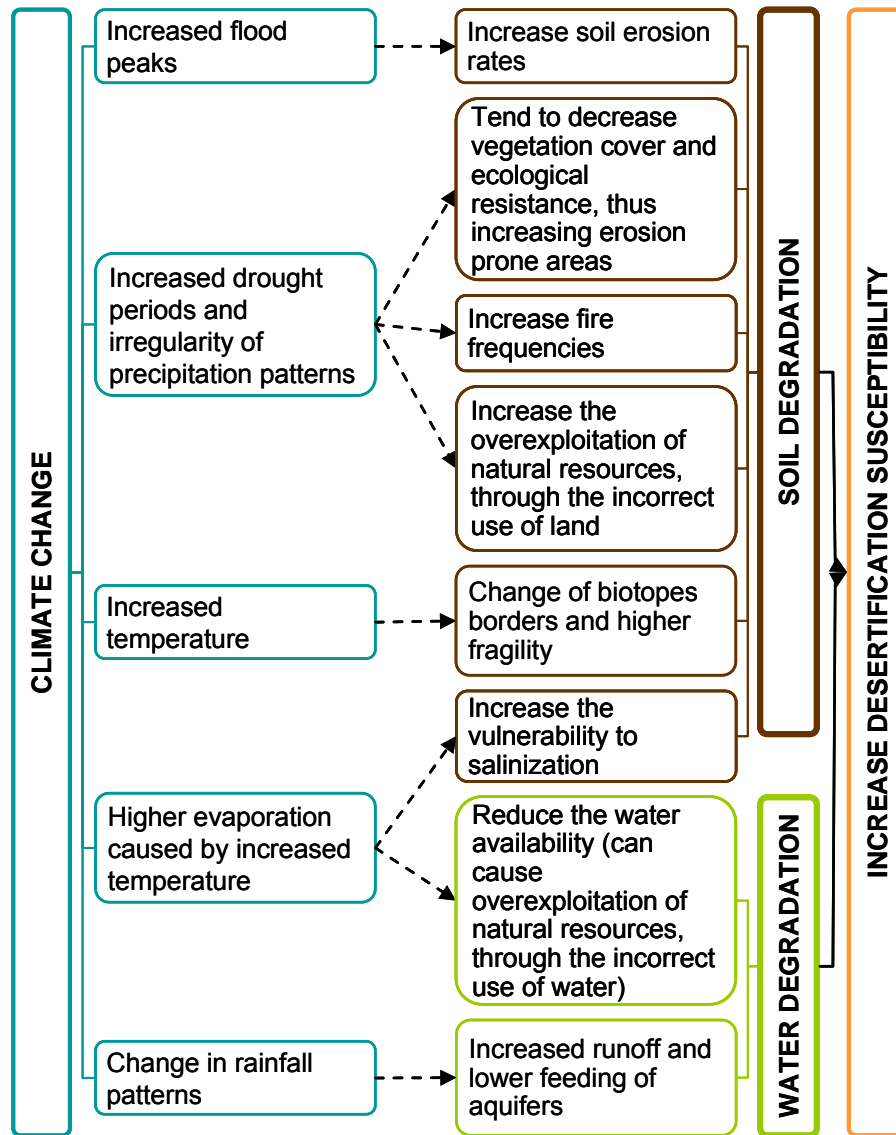 CLIMATE CHANGE
Increased flood
peaks
Increased drought
periods and
irregularity of
precipitation patterns
Increased
temperature
Higher evaporation
caused by increased
temperature
Change in rainfall
patterns
Increase soil erosion
rates
Tend to decrease
vegetation cover and
ecological
resistance, thus
increasing erosion
prone areas
Increase fire
frequencies
Increase the
overexploitation of
natural resources,
through the incorrect
use of land
Change of biotopes
borders and higher
fragility
Increase the
vulnerability to
salinization
Reduce the water
availability (can
cause
overexploitation of
natural resources,
through the incorrect
use of water)
Increased runoff and
lower feeding of
aquifers
SOIL DEGRADATION
WATER DEGRADATION
INCREASE DESERTIFICATION SUSCEPTIBILITY